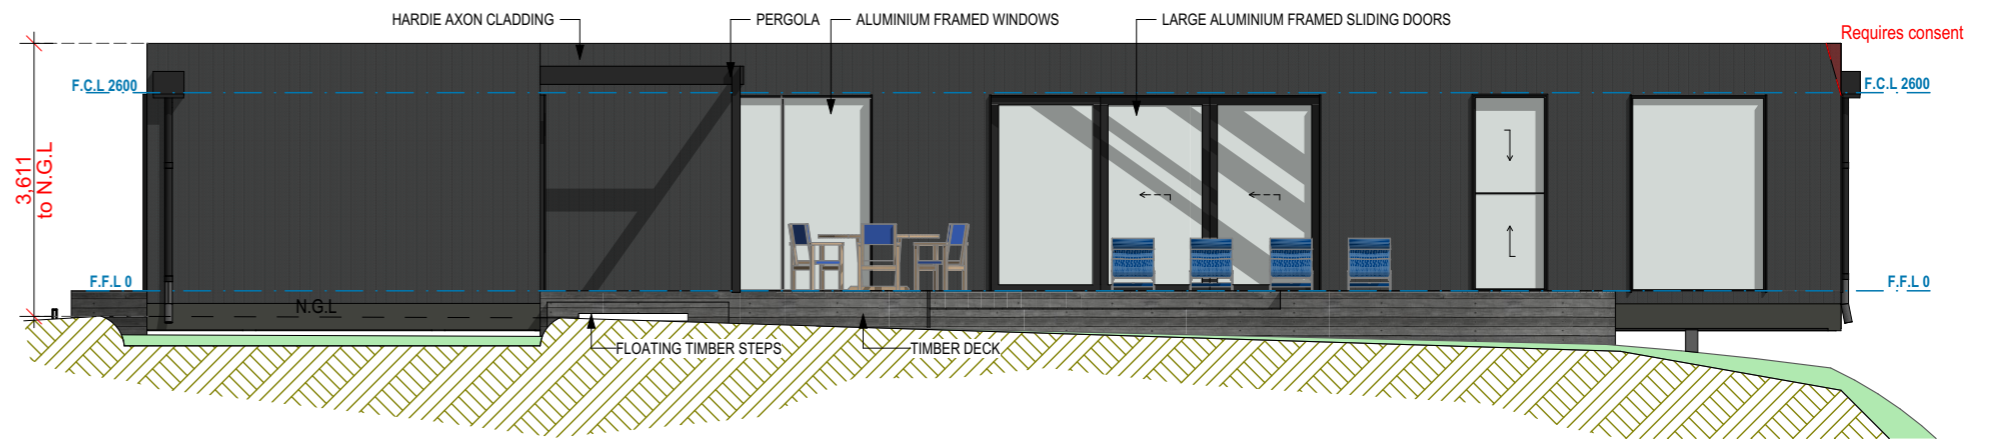 HARDIE AXON CLADDING
PERGOLA
ALUMINIUM FRAMED WINDOWS
LARGE ALUMINIUM FRAMED SLIDING DOORS
Requires consent
F.C.L 2600
F.C.L 2600
3,611
to N.G.L
F.F.L 0
F.F.L 0
N.G.L
FLOATING TIMBER STEPS
TIMBER DECK